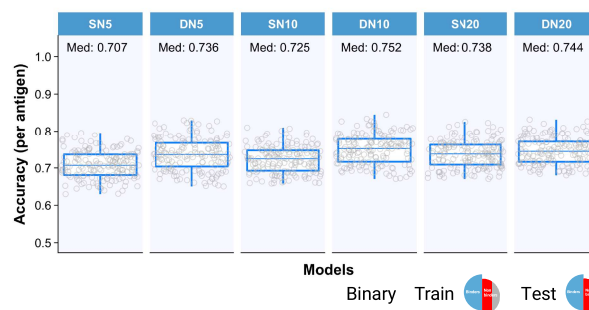 SN5 DN5 SN10 DN10 SN20 DN20
Med: 0.707 Med: 0.736 Med: 0.725 Med: 0.752 Med: 0.738 Med: 0.744
Accuracy (per antigen)
1.0
0.9
0.8
0.7
0.6
0.5
Models
Binary Train Test